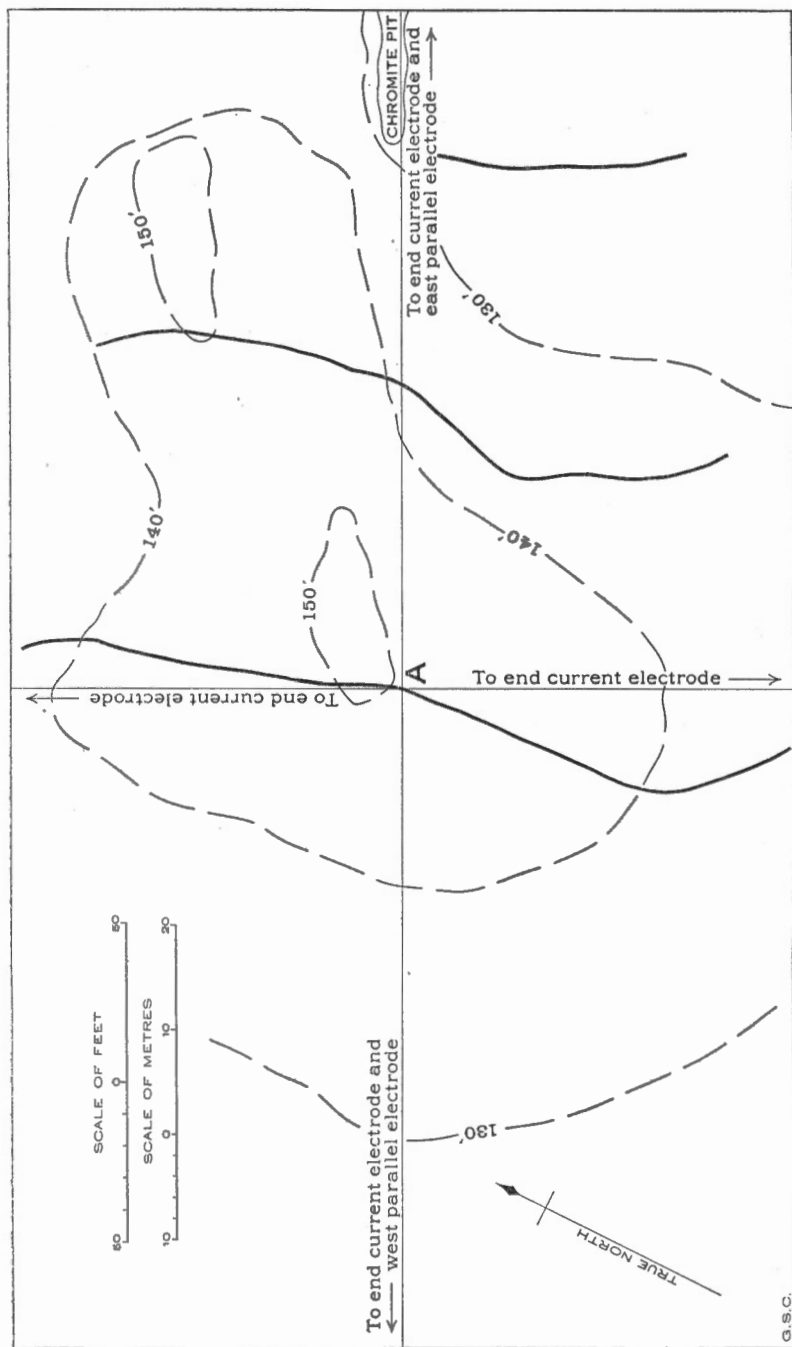 150'
140'
CHROMITE PIT
To end current electrode and
east parallel electrode
130'
150'
140'
A
To end current electrode
To end current electrode
SCALE OF FEET
50 0 50
SCALE OF METRES
10 0 10 20
To end current electrode and
west parallel electrode
130'
TRUE NORTH
G.S.C.